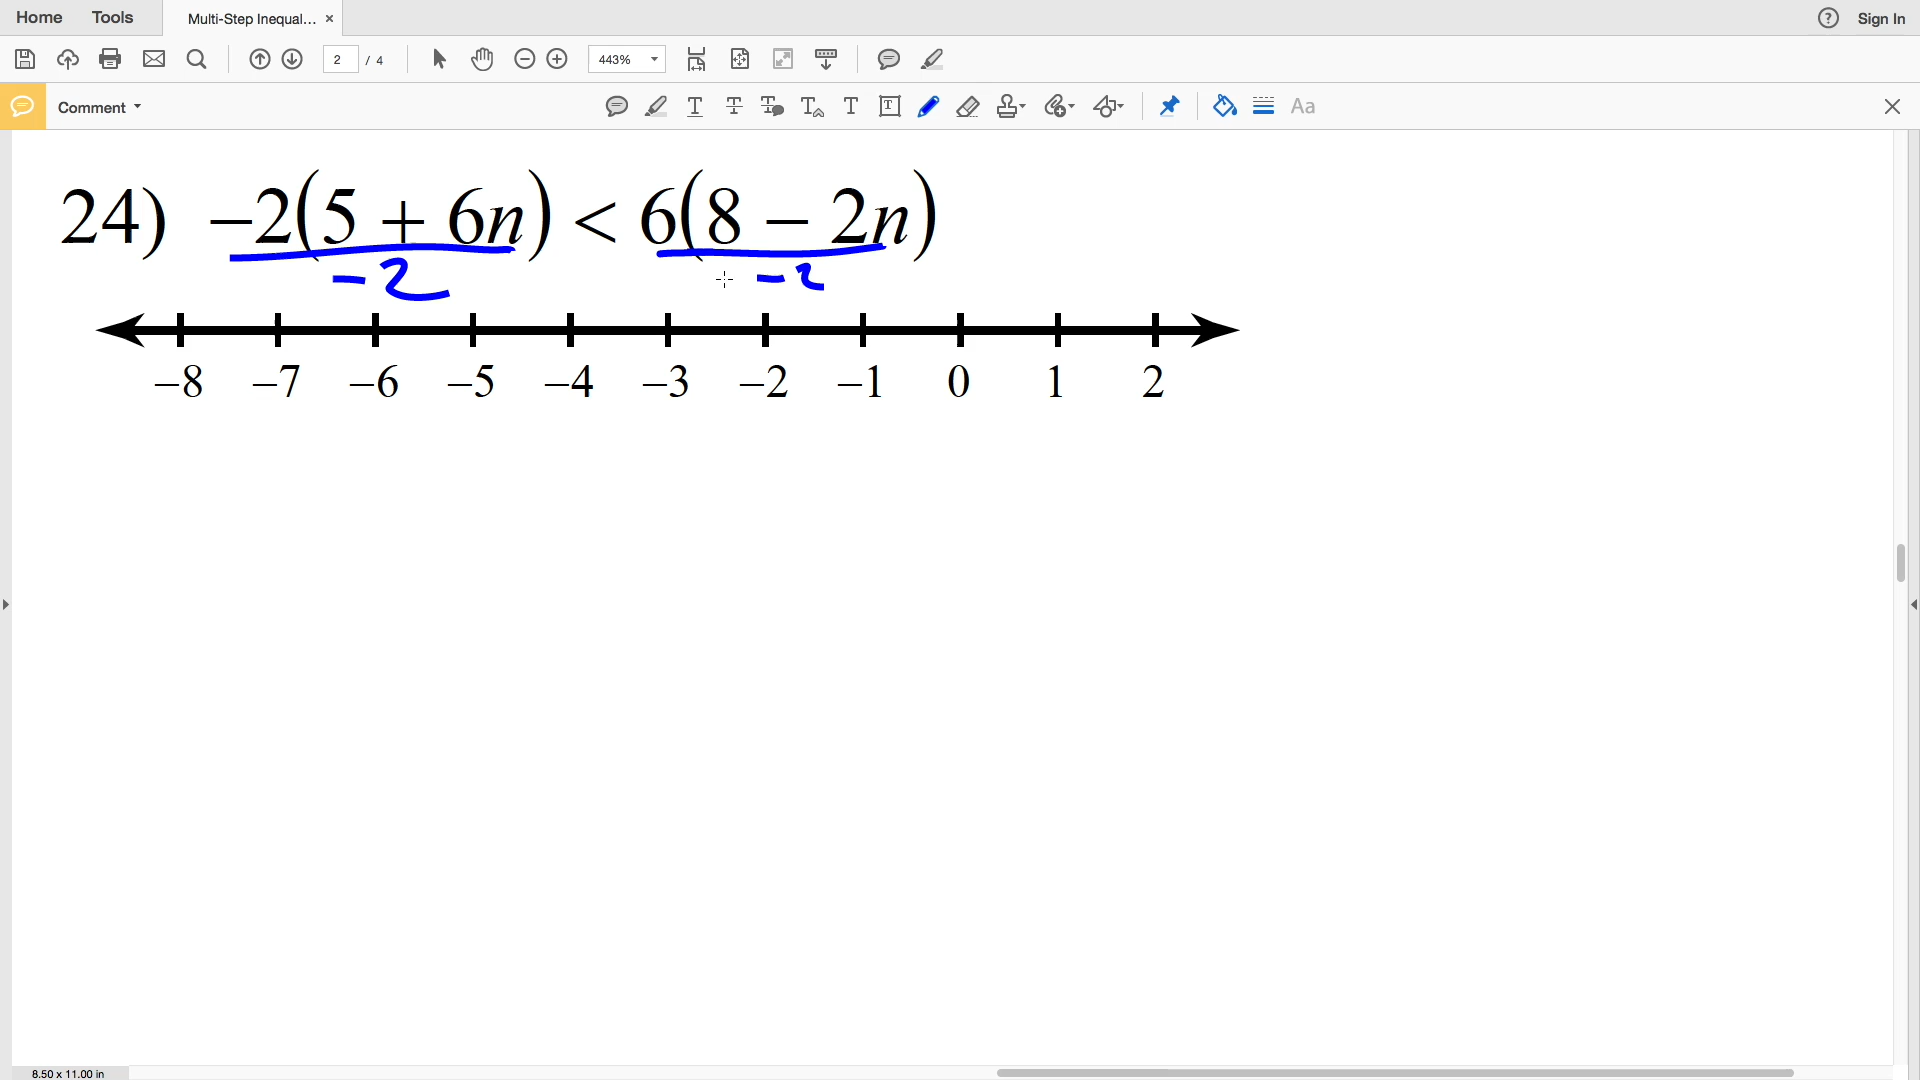 Home Tools Multi-Step Inequal... × ? Sign In
2 / 4 443%
Comment T T T T T T Aa
24) −2(5 + 6n) < 6(8 − 2n)
-2 -2
−8 −7 −6 −5 −4 −3 −2 −1 0 1 2
8.50 x 11.00 in